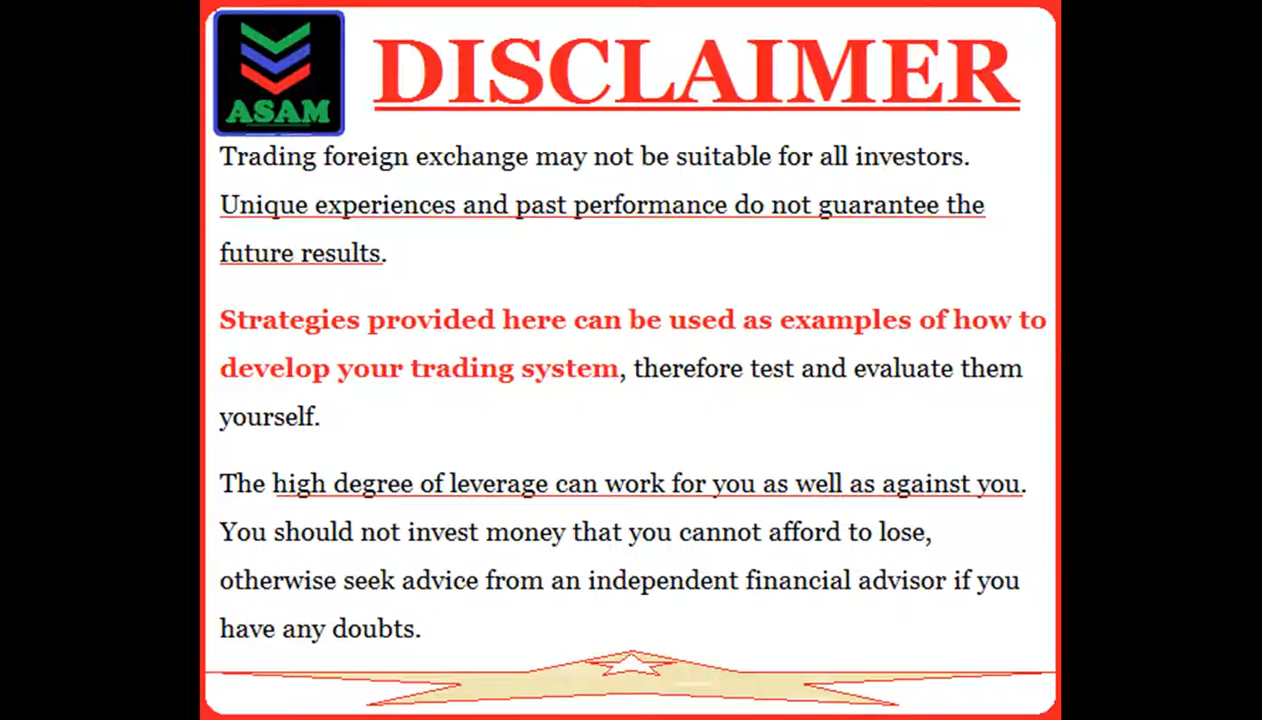 ASAM
DISCLAIMER
Trading foreign exchange may not be suitable for all investors.
Unique experiences and past performance do not guarantee the
future results.
Strategies provided here can be used as examples of how to
develop your trading system, therefore test and evaluate them
yourself.
The high degree of leverage can work for you as well as against you.
You should not invest money that you cannot afford to lose,
otherwise seek advice from an independent financial advisor if you
have any doubts.